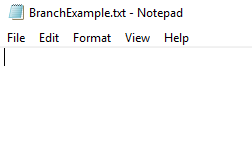 BranchExample.txt - Notepad
File Edit Format View Help